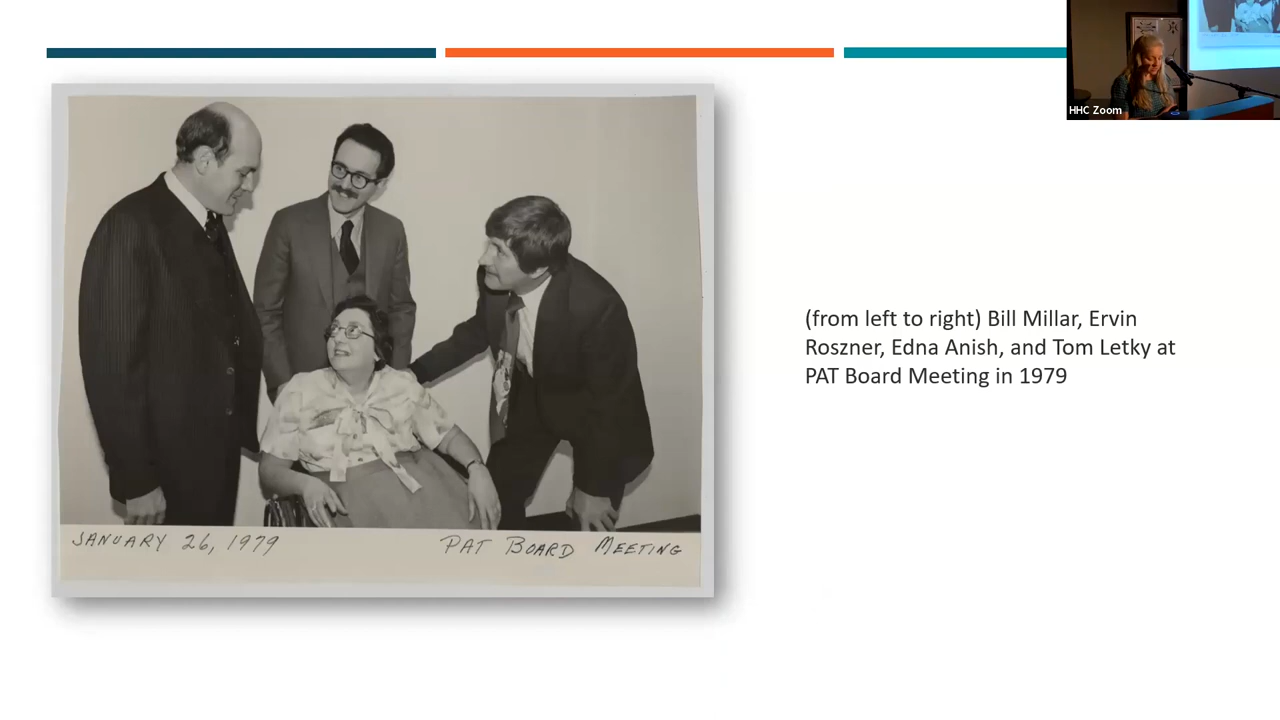 HHC Zoom
JANUARY 26, 1979 PAT BOARD MEETING
(from left to right) Bill Millar, Ervin
Roszner, Edna Anish, and Tom Letky at
PAT Board Meeting in 1979